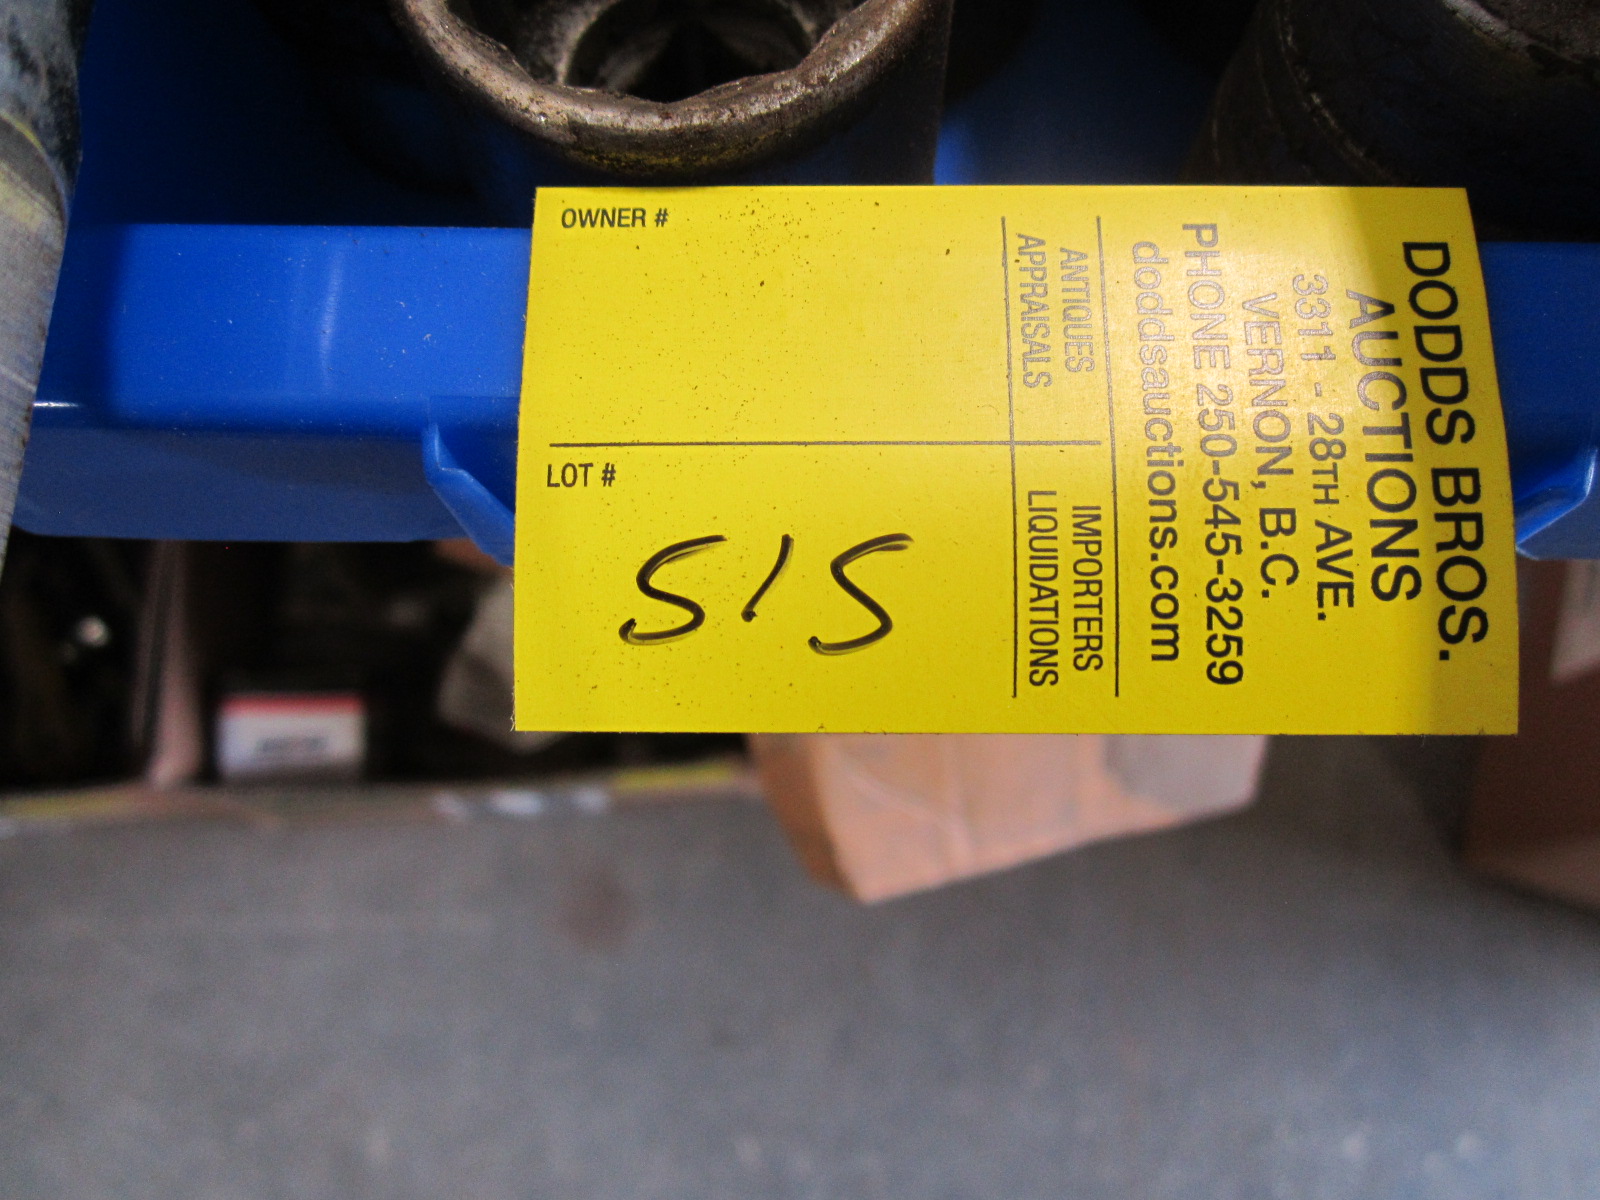 OWNER #
LOT #
515
ANTIQUES
APPRAISALS
IMPORTERS
LIQUIDATIONS
DODDS BROS.
AUCTIONS
3311 - 28TH AVE.
VERNON, B.C.
PHONE 250-545-3259
doddsauctions.com